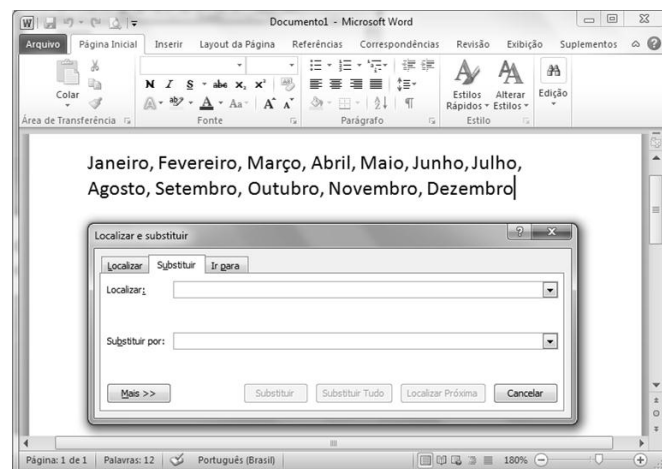 Documento1 - Microsoft Word
Arquivo Página Inicial Inserir Layout da Página Referências Correspondências Revisão Exibição Suplementos
Colar
N I S abc x, x²
Aa A A
Estilos Rápidos
Alterar Estilos
Edição
Área de Transferência Fonte Parágrafo Estilo
Janeiro, Fevereiro, Março, Abril, Maio, Junho, Julho,
Agosto, Setembro, Outubro, Novembro, Dezembro
Localizar e substituir
Localizar Substituir Ir para
Localizar:
Substituir por:
Mais >> Substituir Substituir Tudo Localizar Próxima Cancelar
Página: 1 de 1 Palavras: 12 Português (Brasil) 180%